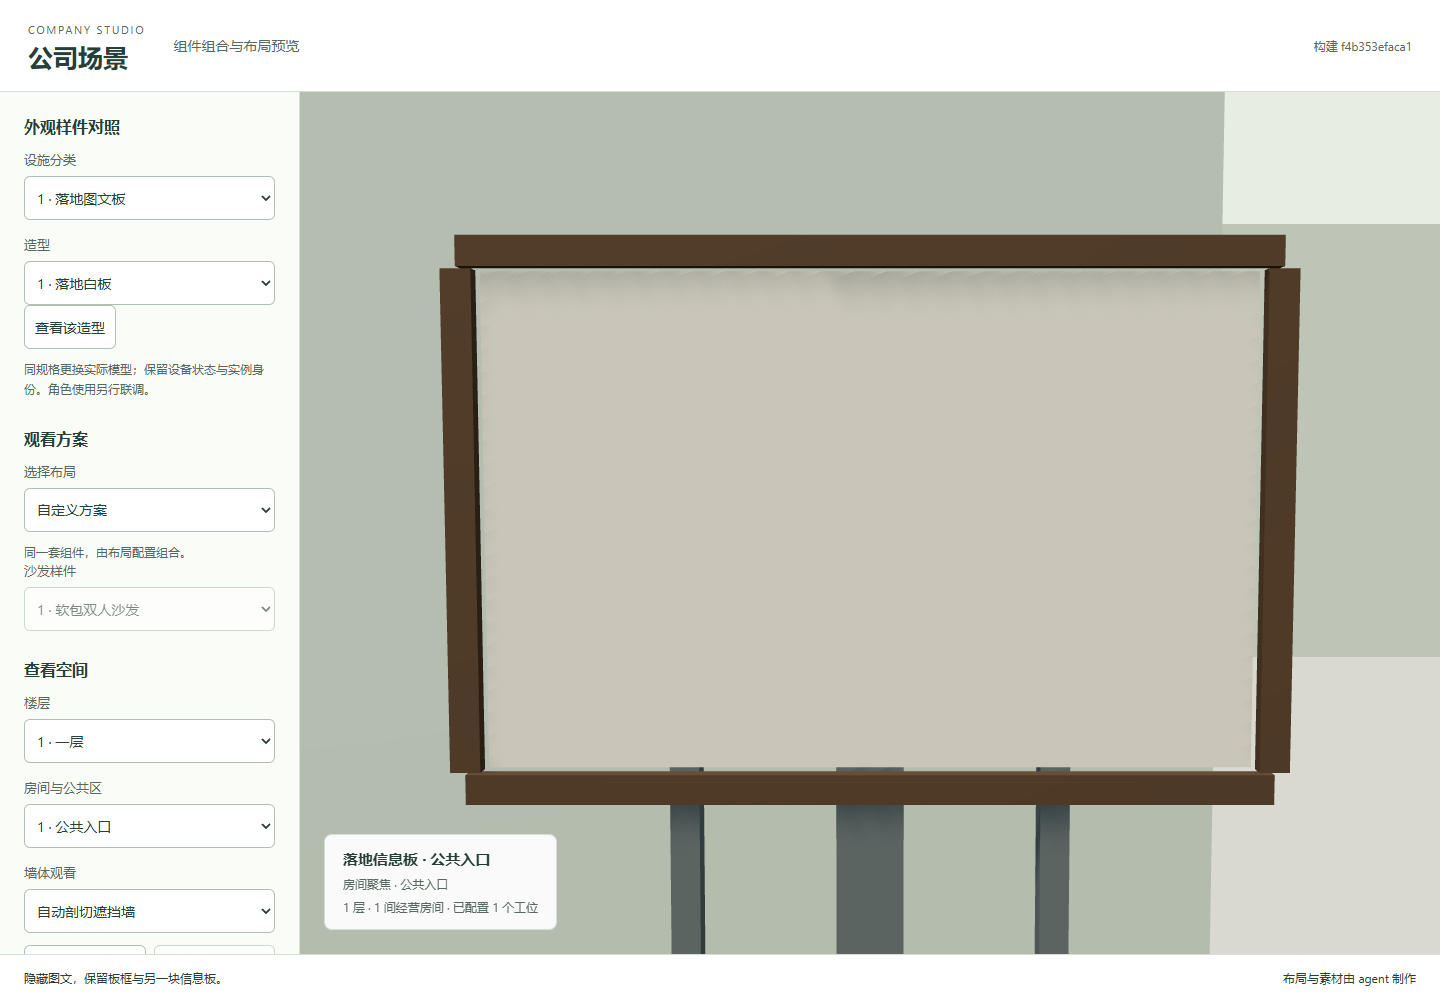 COMPANY STUDIO
公司场景
组件组合与布局预览
构建 f4b353efaca1
外观样件对照
设施分类
1 · 落地图文板
造型
1 · 落地白板
查看该造型
同规格更换实际模型；保留设备状态与实例身
份。角色使用另行联调。
观看方案
选择布局
自定义方案
同一套组件，由布局配置组合。
沙发样件
1 · 软包双人沙发
查看空间
楼层
1 · 一层
房间与公共区
1 · 公共入口
墙体观看
自动剖切遮挡墙
落地信息板 · 公共入口
房间聚焦 · 公共入口
1 层 · 1 间经营房间 · 已配置 1 个工位
隐藏图文，保留板框与另一块信息板。
布局与素材由 agent 制作